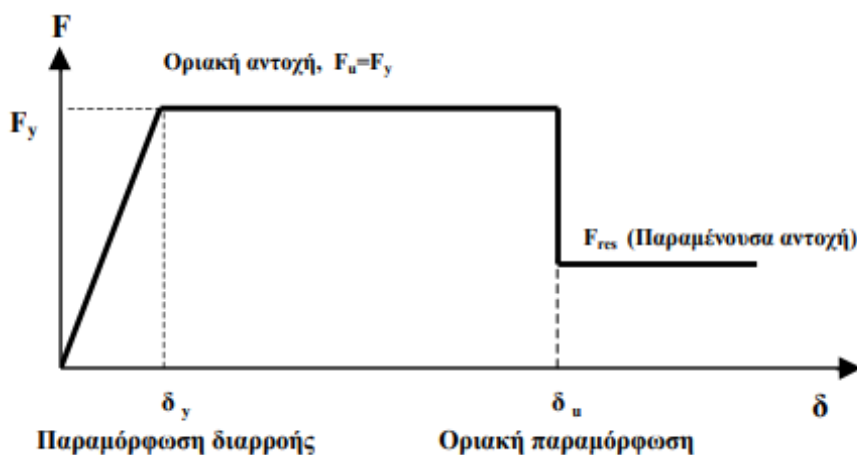 F
Οριακή αντοχή, Fu=Fy
Fy
Fres (Παραμένουσα αντοχή)
δ y
δ u
δ
Παραμόρφωση διαρροής
Οριακή παραμόρφωση